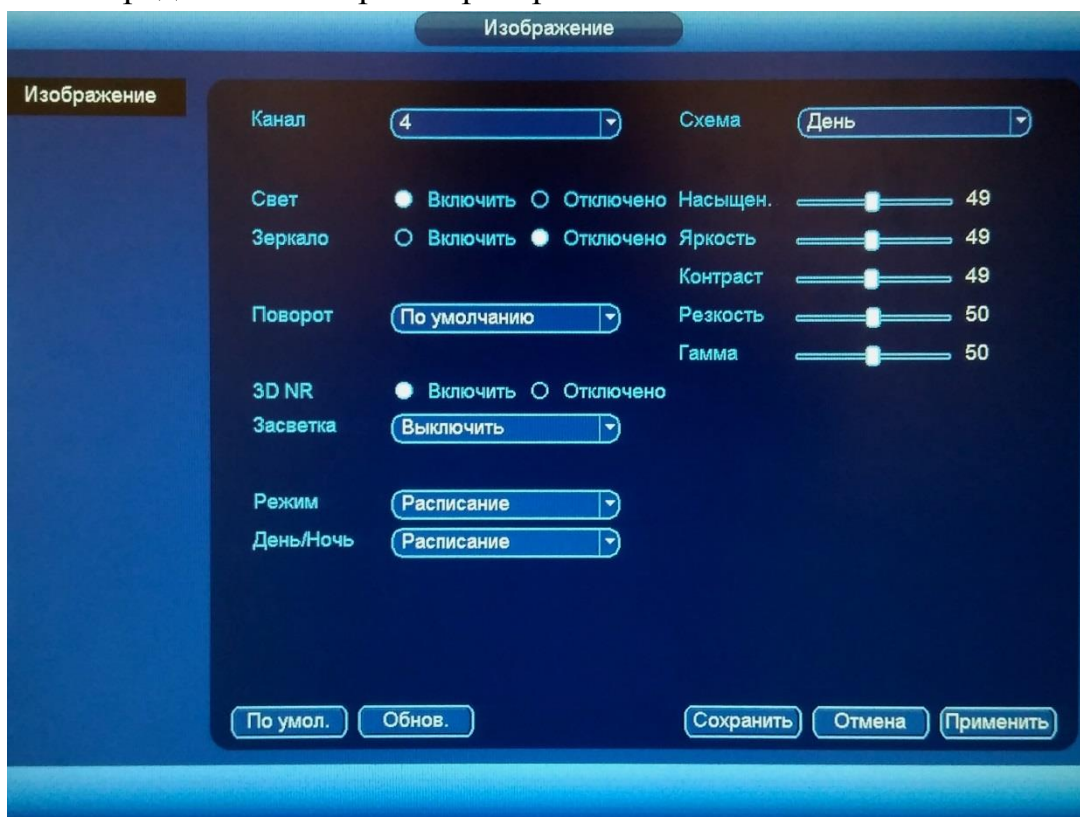 Изображение
Изображение
Канал 4 Схема День
Свет Включить Отключено Насыщен. 49
Зеркало Включить Отключено Яркость 49
Контраст 49
Поворот По умолчанию Резкость 50
Гамма 50
3D NR Включить Отключено
Засветка Выключить
Режим Расписание
День/Ночь Расписание
По умол. Обнов. Сохранить Отмена Применить